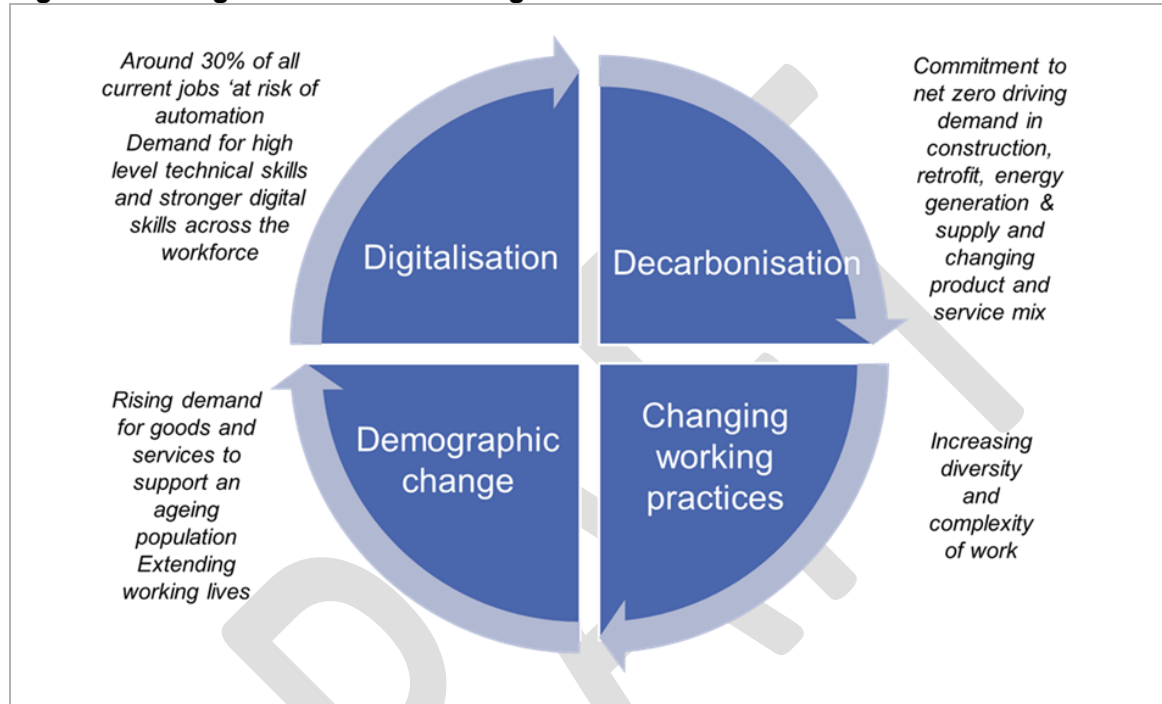 Around 30% of all
current jobs ‘at risk of
automation
Demand for high
level technical skills
and stronger digital
skills across the
workforce
Digitalisation
Decarbonisation
Commitment to
net zero driving
demand in
construction,
retrofit, energy
generation &
supply and
changing
product and
service mix
Rising demand
for goods and
services to
support an
ageing
population
Extending
working lives
Demographic
change
Changing
working
practices
Increasing
diversity
and
complexity
of work